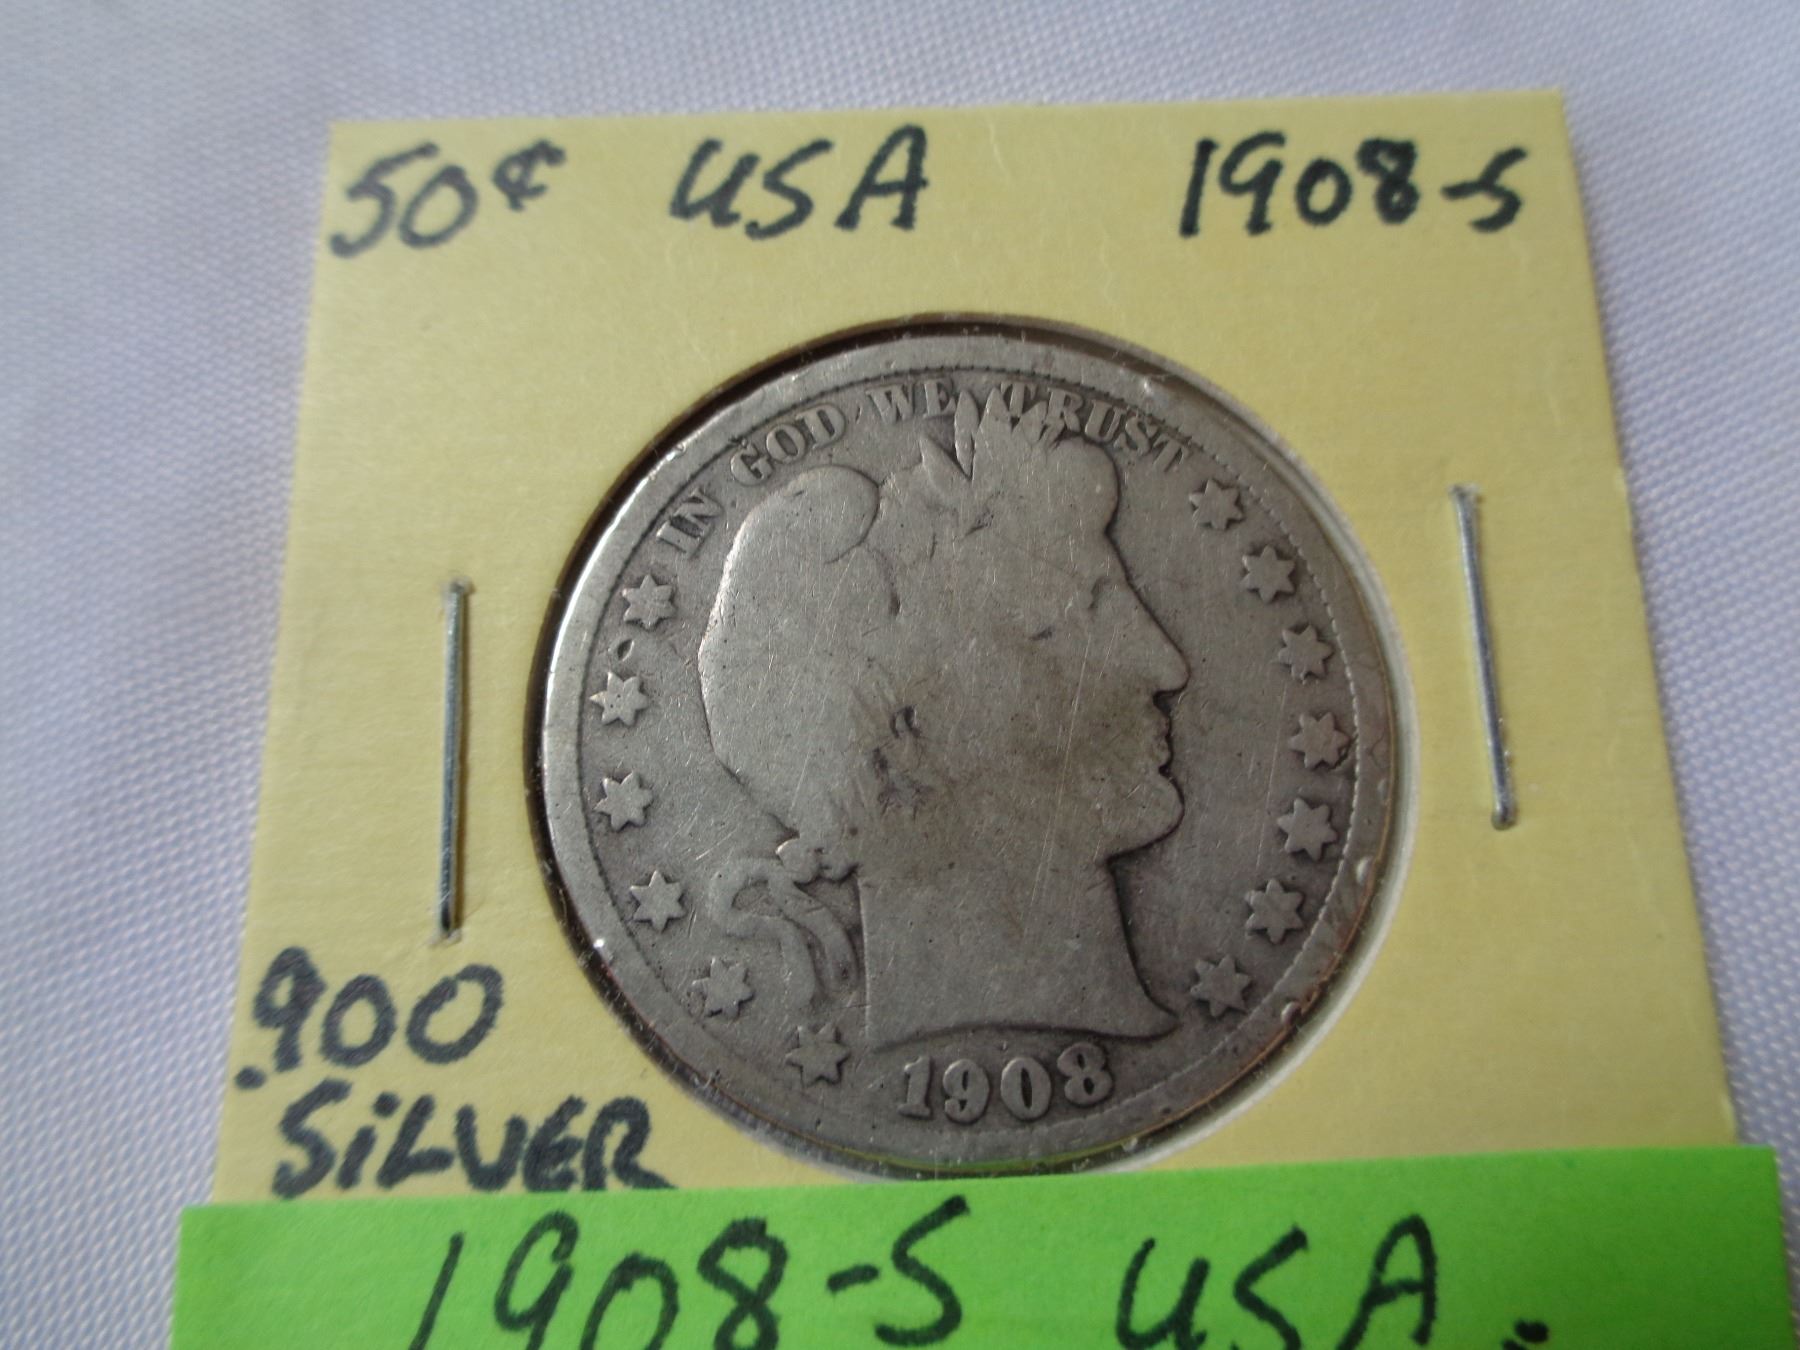 50¢ USA 1908-S
IN GOD WE TRUST
1908
.900
SILVER
1908-S USA.